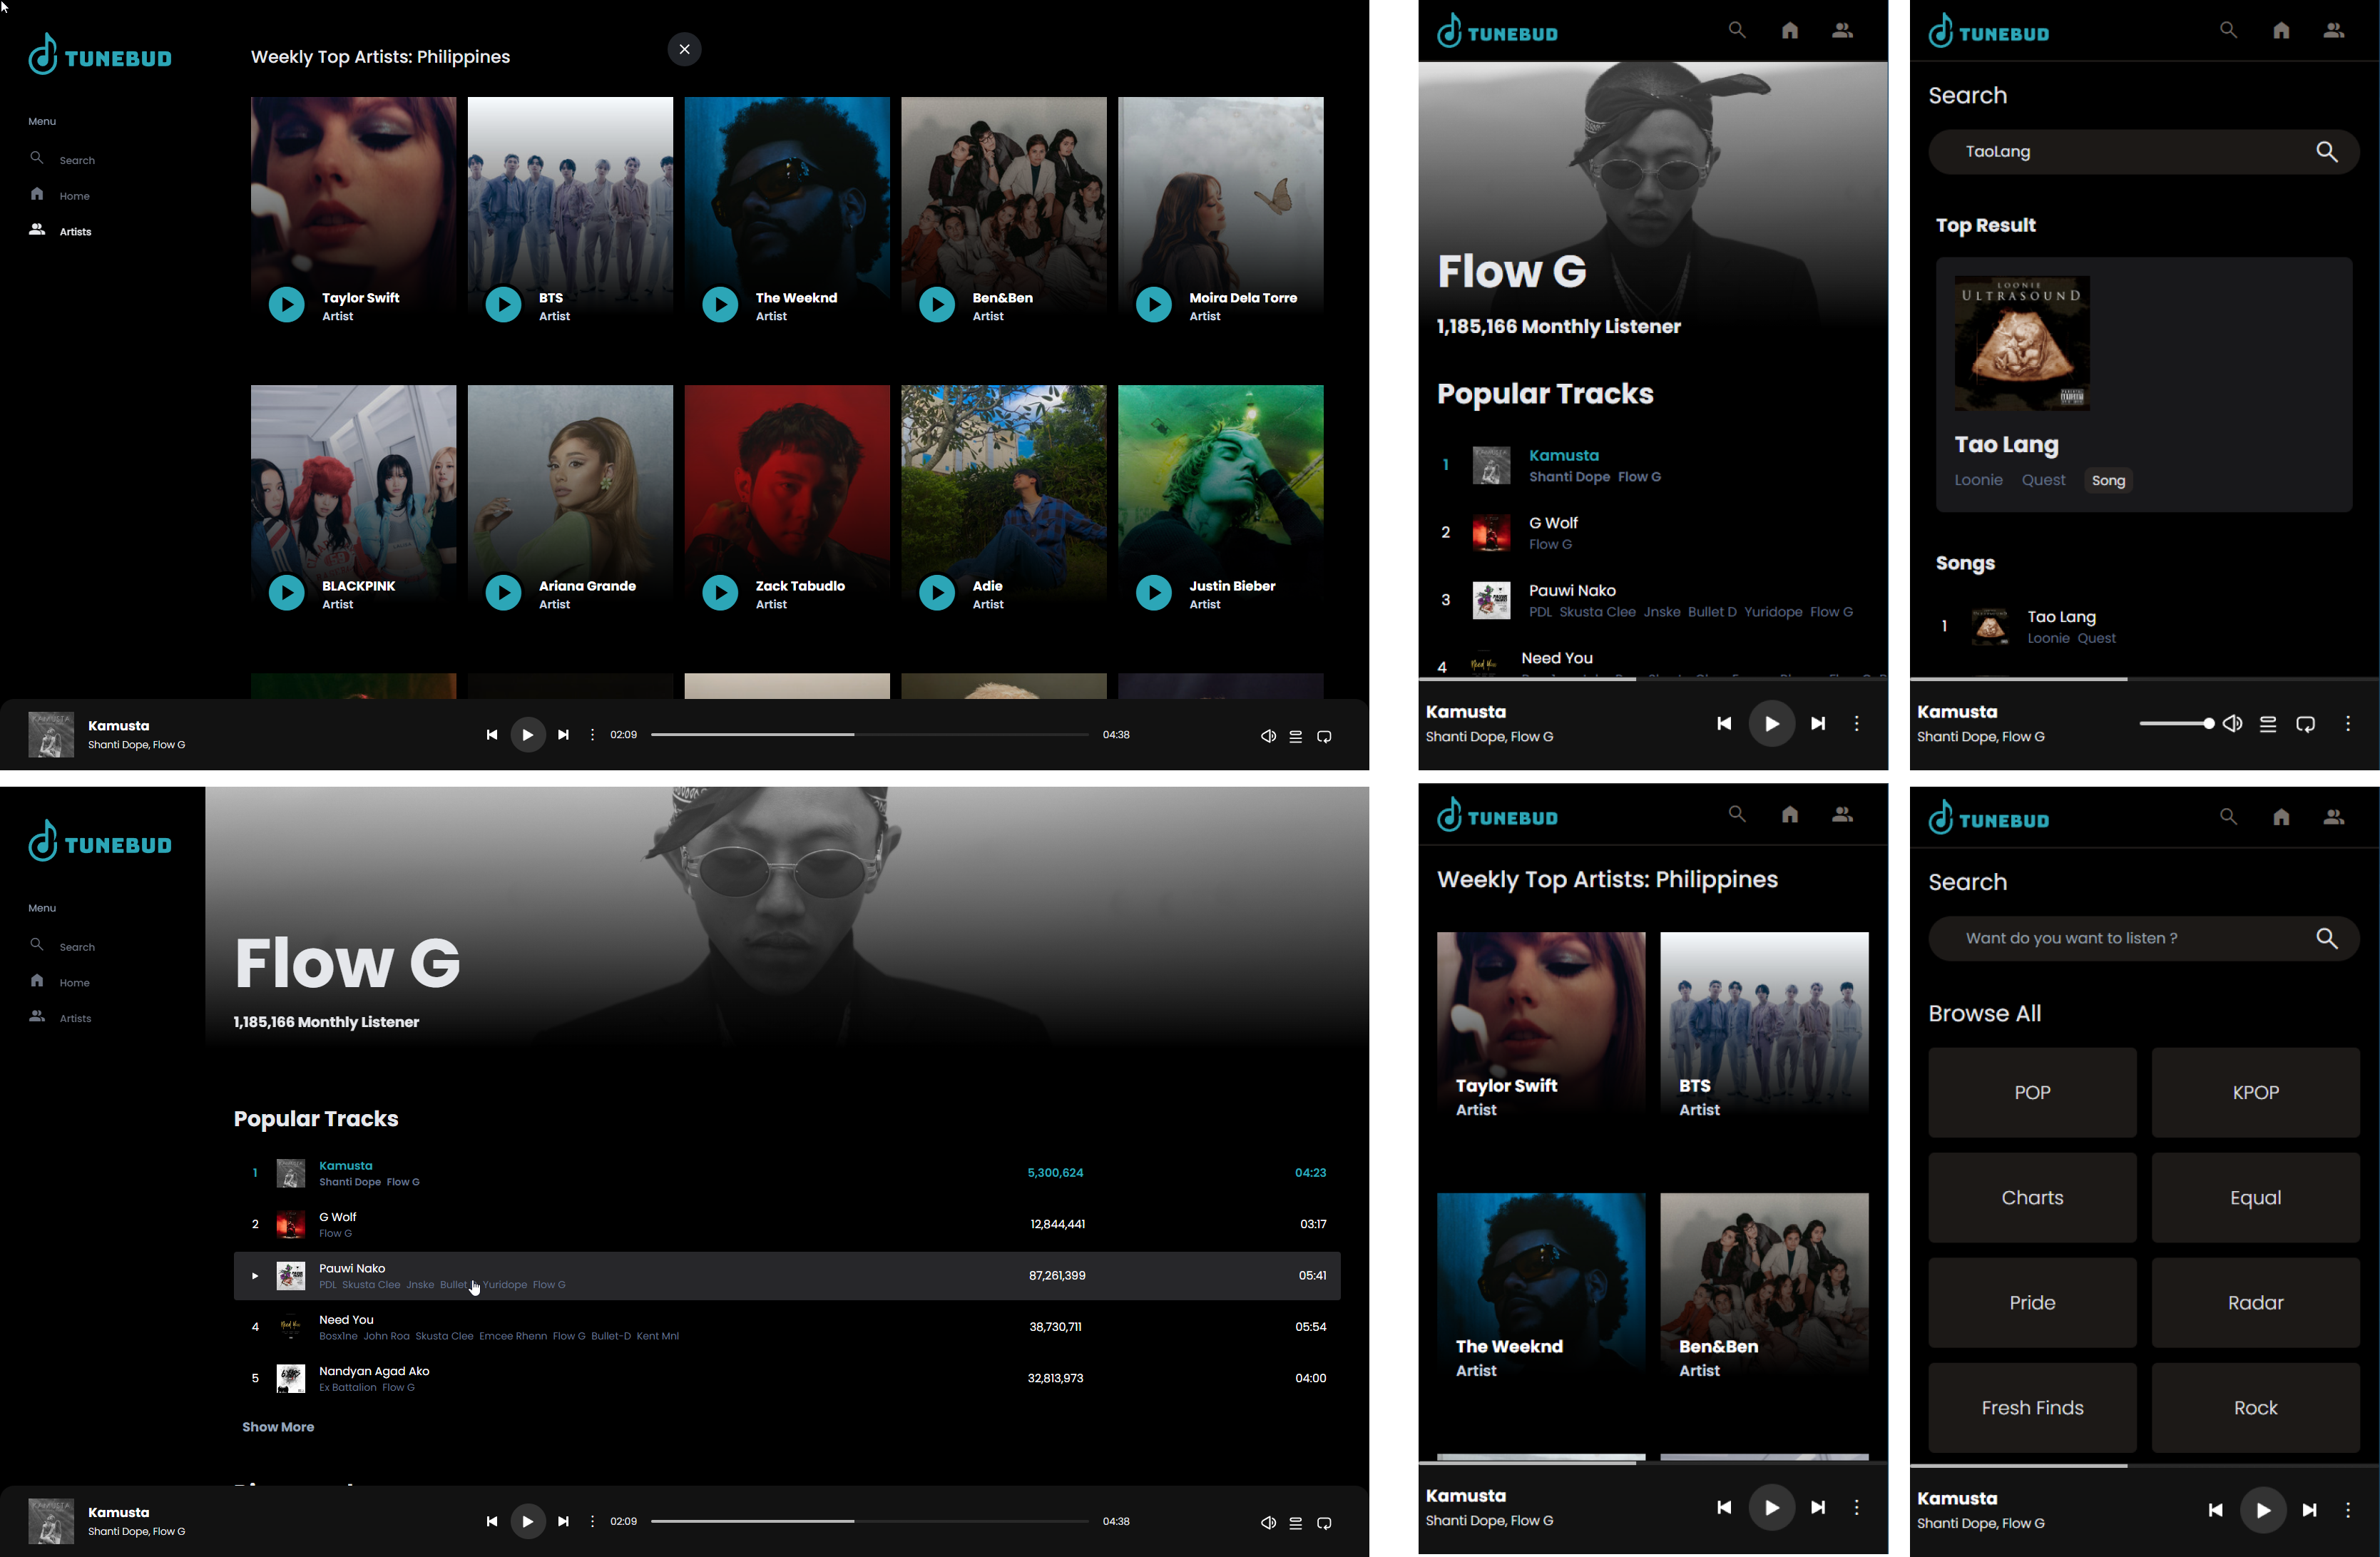 TUNEBUD
Weekly Top Artists: Philippines
Menu
Search
Home
Artists
Taylor Swift
Artist
BTS
Artist
The Weeknd
Artist
Ben&Ben
Artist
Moira Dela Torre
Artist
BLACKPINK
Artist
Ariana Grande
Artist
Zack Tabudlo
Artist
Adie
Artist
Justin Bieber
Artist
KAMUSTA
Kamusta
Shanti Dope, Flow G
02:09
04:38
TUNEBUD
Flow G
1,185,166 Monthly Listener
Popular Tracks
1
Kamusta
Shanti Dope Flow G
2
G Wolf
Flow G
3
Pauwi Nako
PDL Skusta Clee Jnske Bullet D Yuridope Flow G
4
Need You
Kamusta
Shanti Dope, Flow G
TUNEBUD
Search
TaoLang
Top Result
LOONIE
ULTRASOUND
Tao Lang
Loonie Quest Song
Songs
1
Tao Lang
Loonie Quest
Kamusta
Shanti Dope, Flow G
TUNEBUD
Menu
Search
Home
Artists
Flow G
1,185,166 Monthly Listener
Popular Tracks
1
Kamusta
Shanti Dope Flow G
5,300,624
04:23
2
G Wolf
Flow G
12,844,441
03:17
Pauwi Nako
PDL Skusta Clee Jnske Bullet Yuridope Flow G
87,261,399
05:41
4
Need You
Bosx1ne John Roa Skusta Clee Emcee Rhenn Flow G Bullet-D Kent Mnl
38,730,711
05:54
5
Nandyan Agad Ako
Ex Battalion Flow G
32,813,973
04:00
Show More
KAMUSTA
Kamusta
Shanti Dope, Flow G
02:09
04:38
TUNEBUD
Weekly Top Artists: Philippines
Taylor Swift
Artist
BTS
Artist
The Weeknd
Artist
Ben&Ben
Artist
Kamusta
Shanti Dope, Flow G
TUNEBUD
Search
Want do you want to listen ?
Browse All
POP
KPOP
Charts
Equal
Pride
Radar
Fresh Finds
Rock
Kamusta
Shanti Dope, Flow G